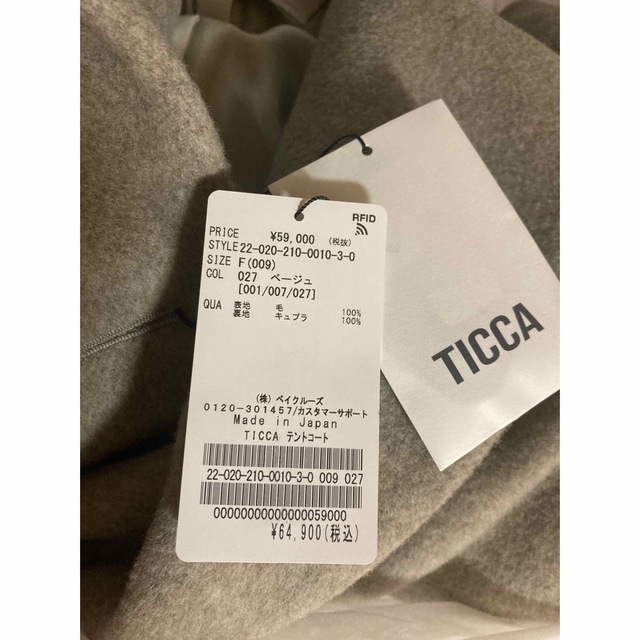 RFID
PRICE ¥59,000 (税抜)
STYLE 22-020-210-0010-3-0
SIZE F(009)
COL 027 ベージュ
[001/007/027]
QUA 表地 毛 100%
裏地 キュプラ 100%
(株) ベイクルーズ
0120-301457/カスタマーサポート
Made in Japan
TICCA テントコート
22-020-210-0010-3-0 009 027
00000000000000059000
¥64,900(税込)
TICCA